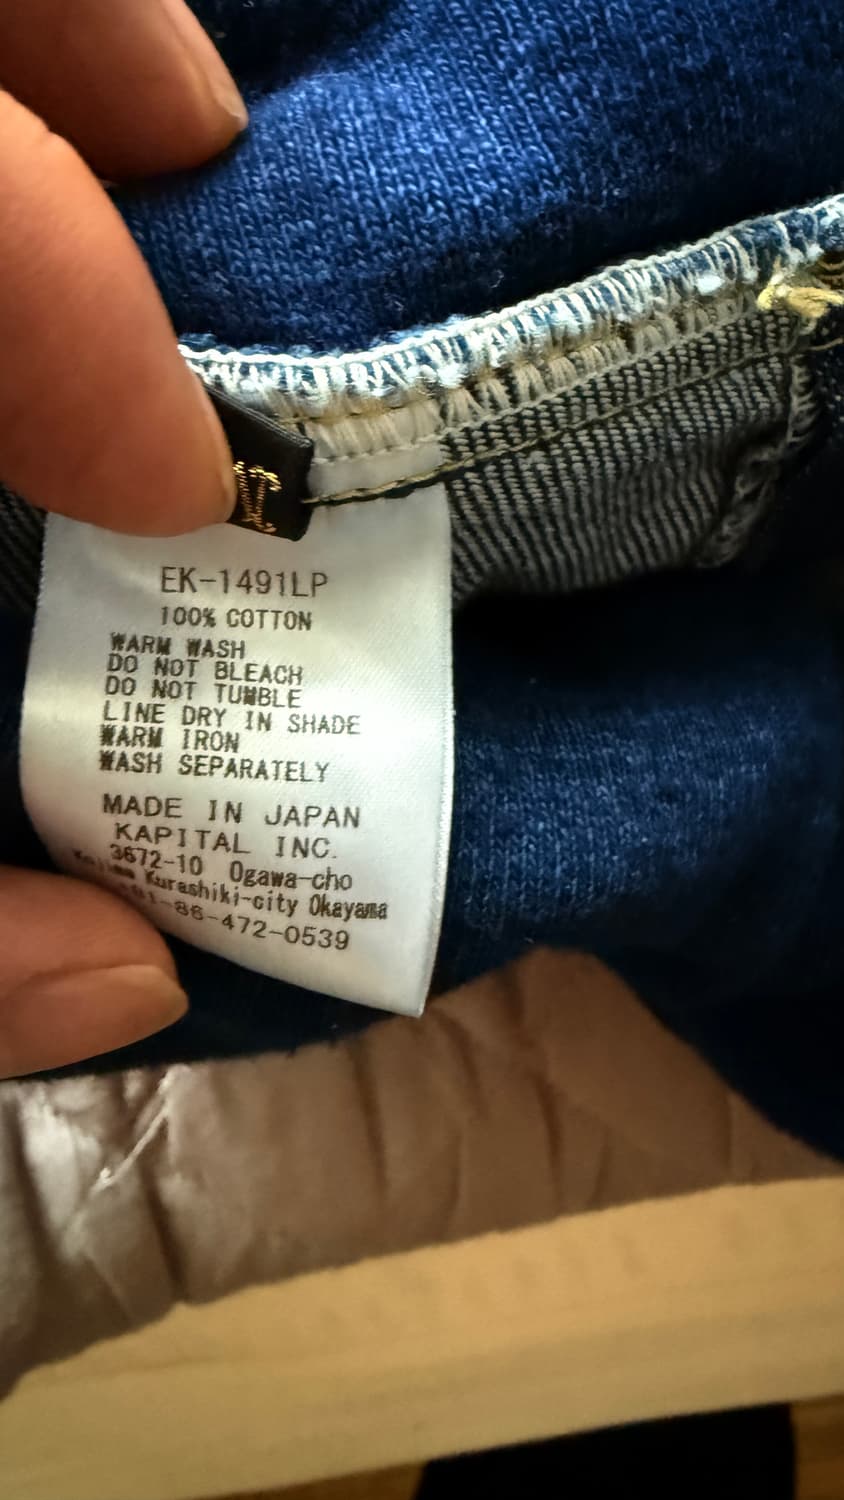 EK-1491LP
100% COTTON
WARM WASH
DO NOT BLEACH
DO NOT TUMBLE
LINE DRY IN SHADE
WARM IRON
WASH SEPARATELY
MADE IN JAPAN
KAPITAL INC.
3672-10 Ogawa-cho
Kurashiki-city Okayama
-86-472-0539